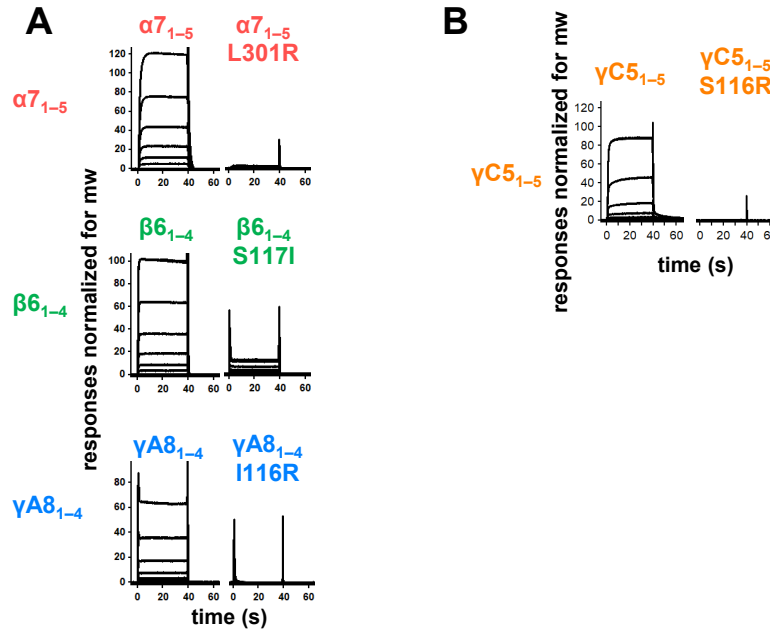 A
α7₁₋₅
α7₁₋₅
L301R
α7₁₋₅
120
100
80
60
40
20
0
0 20 40 60
0 20 40 60
β6₁₋₄
β6₁₋₄
S117I
β6₁₋₄
100
80
60
40
20
0
0 20 40 60
0 20 40 60
γA8₁₋₄
γA8₁₋₄
I116R
γA8₁₋₄
80
60
40
20
0
0 20 40 60
0 20 40 60
responses normalized for mw
time (s)
B
γC5₁₋₅
γC5₁₋₅
S116R
γC5₁₋₅
120
100
80
60
40
20
0
0 20 40 60
0 20 40 60
responses normalized for mw
time (s)